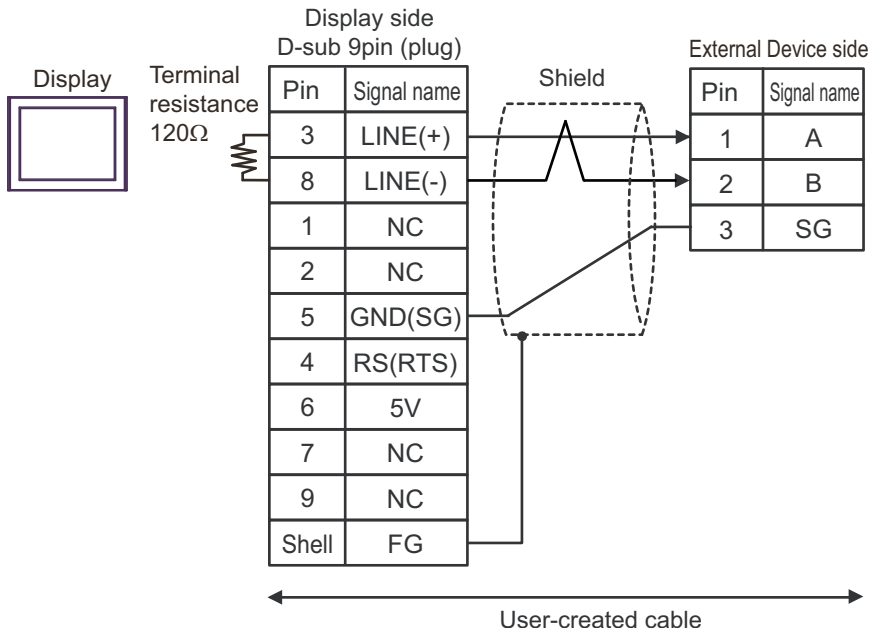 Display side
D-sub 9pin (plug)
External Device side
Display
Terminal
resistance
120Ω
Shield
Pin Signal name
3 LINE(+)
8 LINE(-)
1 NC
2 NC
5 GND(SG)
4 RS(RTS)
6 5V
7 NC
9 NC
Shell FG
Pin Signal name
1 A
2 B
3 SG
User-created cable